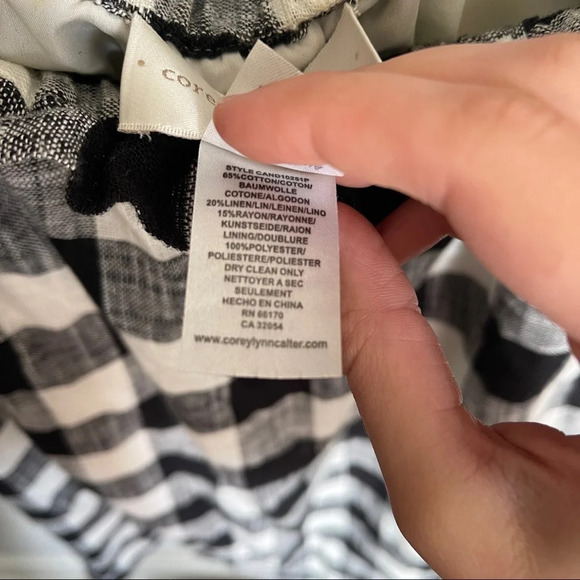 core
STYLE CAND10251P
65%COTTON/COTON/
BAUMWOLLE
COTONE/ALGODON
20%LINEN/LIN/LEINEN/LINO
15%RAYON/RAYONNE/
KUNSTSEIDE/RAION
LINING/DOUBLURE
100%POLYESTER/
POLIESTERE/POLIESTER
DRY CLEAN ONLY
NETTOYER A SEC
SEULEMENT
HECHO EN CHINA
RN 66170
CA 32054
www.coreylynncalter.com